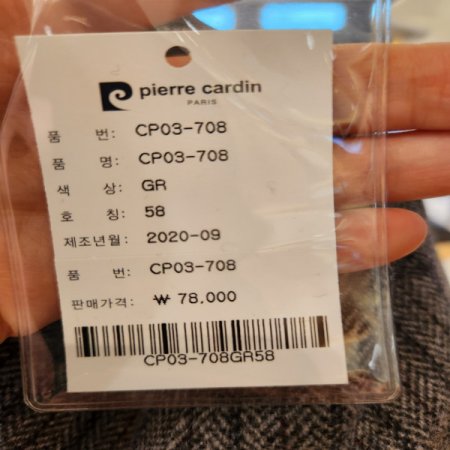 pierre cardin
PARIS
품 번: CP03-708
품 명: CP03-708
색 상: GR
호 칭: 58
제조년월: 2020-09
품 번: CP03-708
판매가격: ₩ 78,000
CP03-708GR58